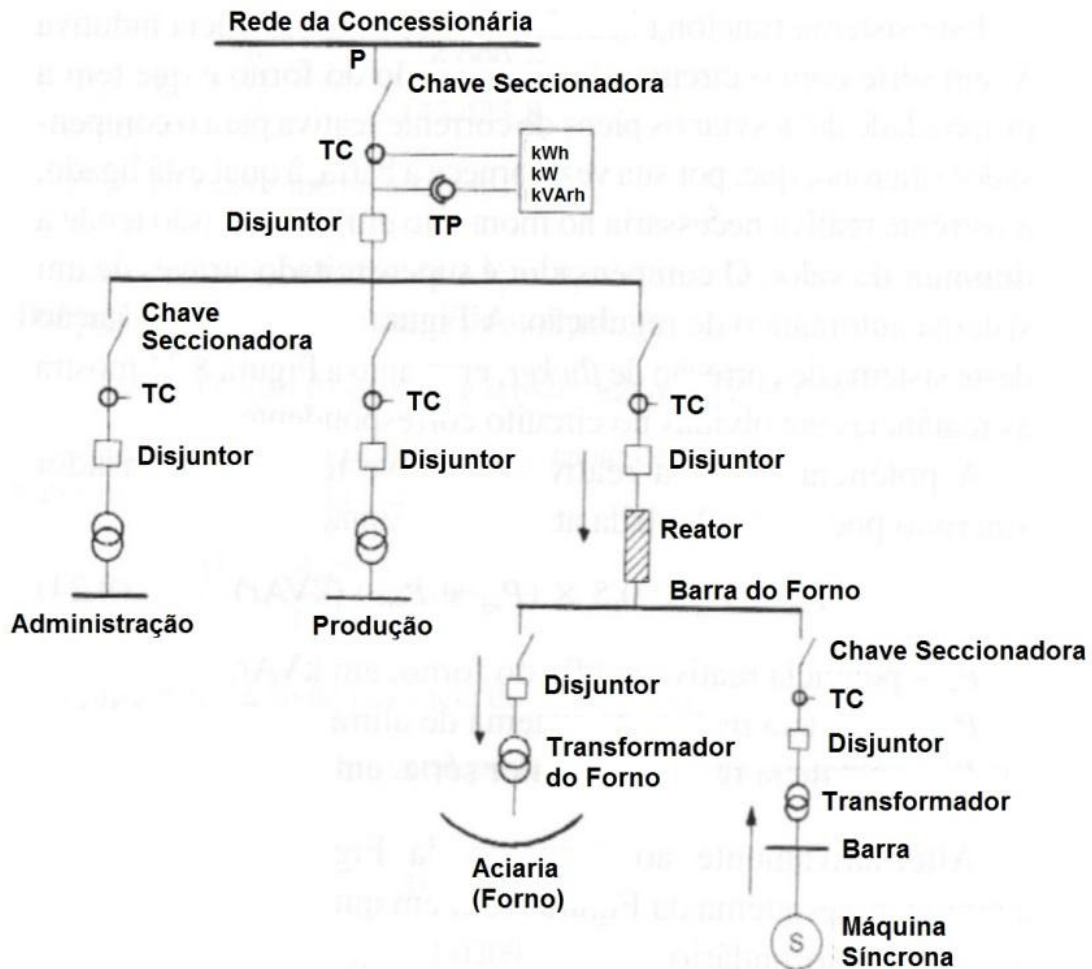 Rede da Concessionária
P
Chave Seccionadora
TC
kWh
kW
kVArh
TP
Disjuntor
Chave
Seccionadora
TC
TC
TC
Disjuntor
Disjuntor
Disjuntor
Reator
Administração
Produção
Barra do Forno
Chave Seccionadora
Disjuntor
TC
Disjuntor
Transformador
do Forno
Transformador
Barra
Aciaria
(Forno)
S
Máquina
Síncrona